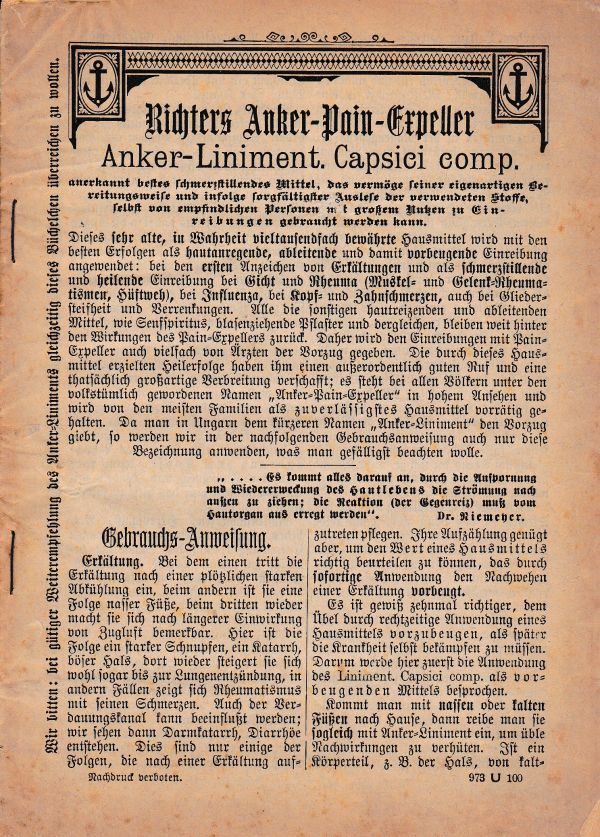 Richters Anker-Pain-Expeller
Anker-Liniment. Capsici comp.
anerkannt bestes schmerzstillendes Mittel, das vermöge seiner eigenartigen Be-
reitungsweise und infolge sorgfältigster Auslese der verwendeten Stoffe,
selbst von empfindlichen Personen m t großem Nutzen zu Ein-
reibungen gebraucht werden kann.
Dieses sehr alte, in Wahrheit vieltausendfach bewährte Hausmittel wird mit den
besten Erfolgen als hautanregende, ableitende und damit vorbeugende Einreibung
angewendet: bei den ersten Anzeichen von Erkältungen und als schmerzstillende
und heilende Einreibung bei Gicht und Rheuma (Muskel- und Gelenk-Rheuma-
tismen, Hüftweh), bei Influenza, bei Kopf- und Zahnschmerzen, auch bei Glieder-
steifheit und Verrenkungen. Alle die sonstigen hautreizenden und ableitenden
Mittel, wie Senfspiritus, blasenziehende Pflaster und dergleichen, bleiben weit hinter
den Wirkungen des Pain-Expellers zurück. Daher wird den Einreibungen mit Pain-
Expeller auch vielfach von Ärzten der Vorzug gegeben. Die durch dieses Haus-
mittel erzielten Heilerfolge haben ihm einen außerordentlich guten Ruf und eine
thatsächlich großartige Verbreitung verschafft; es steht bei allen Völkern unter den
volkstümlich gewordenen Namen „Anker-Pain-Expeller" in hohem Ansehen und
wird von den meisten Familien als zuverlässigstes Hausmittel vorrätig ge-
halten. Da man in Ungarn dem kürzeren Namen „Anker-Liniment" den Vorzug
giebt, so werden wir in der nachfolgenden Gebrauchsanweisung auch nur diese
Bezeichnung anwenden, was man gefälligst beachten wolle.
„. . . . Es kommt alles darauf an, durch die Anspornung
und Wiedererweckung des Hautlebens die Strömung nach
außen zu ziehen; die Reaktion (der Gegenreiz) muß vom
Hautorgan aus erregt werden".
Dr. Niemeyer.
Gebrauchs-Anweisung.
Erkältung. Bei dem einen tritt die
Erkältung nach einer plötzlichen starken
Abkühlung ein, beim andern ist sie eine
Folge nasser Füße, beim dritten wieder
macht sie sich nach längerer Einwirkung
von Zugluft bemerkbar. Hier ist die
Folge ein starker Schnupfen, ein Katarrh,
böser Hals, dort wieder steigert sie sich
wohl sogar bis zur Lungenentzündung, in
andern Fällen zeigt sich Rheumatismus
mit seinen Schmerzen. Auch der Ver-
dauungskanal kann beeinflußt werden;
wir sehen dann Darmkatarrh, Diarrhöe
entstehen. Dies sind nur einige der
Folgen, die nach einer Erkältung auf-
zutreten pflegen. Ihre Aufzählung genügt
aber, um den Wert eines Hausmittels
richtig beurteilen zu können, das durch
sofortige Anwendung den Nachwehen
einer Erkältung vorbeugt.
Es ist gewiß zehnmal richtiger, dem
Übel durch rechtzeitige Anwendung eines
Hausmittels vorzubeugen, als später
die Krankheit selbst bekämpfen zu müssen.
Darum werde hier zuerst die Anwendung
des Liniment. Capsici comp. als vor-
beugenden Mittels besprochen.
Kommt man mit nassen oder kalten
Füßen nach Hause, dann reibe man sie
sogleich mit Anker-Liniment ein, um üble
Nachwirkungen zu verhüten. Ist ein
Körperteil, z. B. der Hals, von kalt-
Nachdruck verboten.
973 U 100
Wir bitten: bei gütiger Weiterempfehlung des Anker-Liniments gleichzeitig dieses Büchelchen überreichen zu wollen.